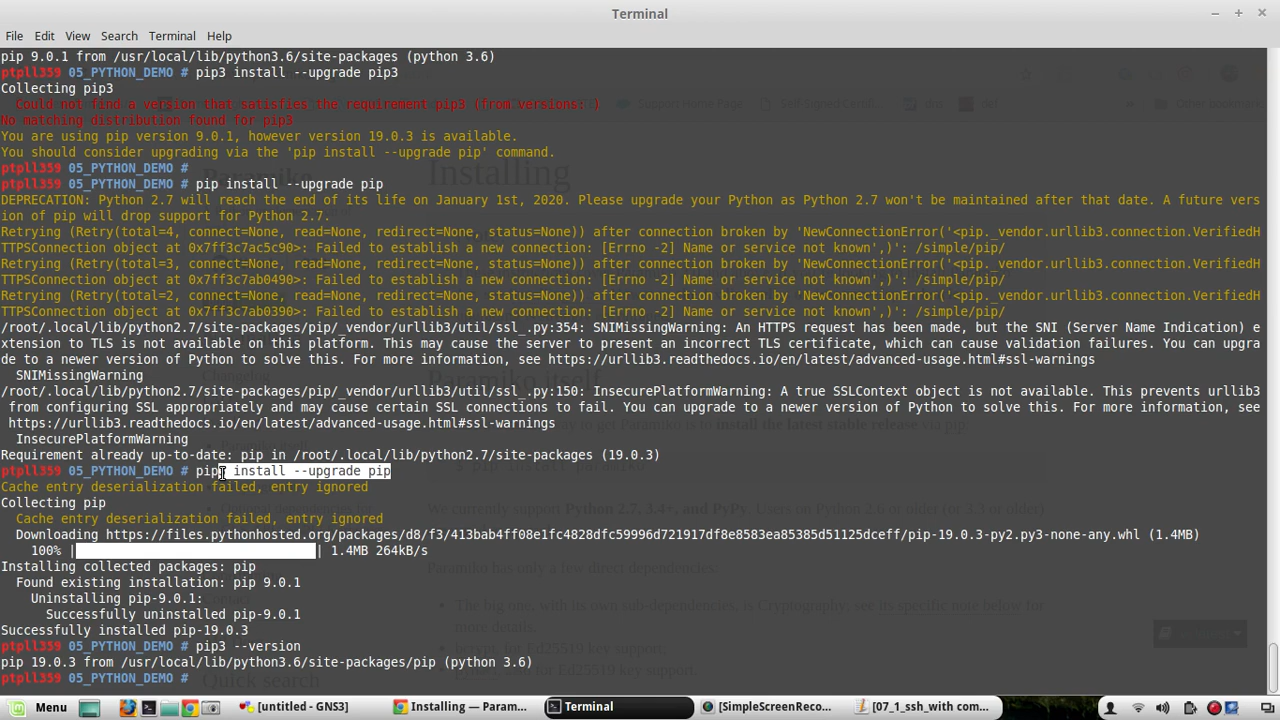 Terminal
File Edit View Search Terminal Help
pip 9.0.1 from /usr/local/lib/python3.6/site-packages (python 3.6)
ptpll359 05_PYTHON_DEMO # pip3 install --upgrade pip3
Collecting pip3
Could not find a version that satisfies the requirement pip3 (from versions: )
No matching distribution found for pip3
You are using pip version 9.0.1, however version 19.0.3 is available.
You should consider upgrading via the 'pip install --upgrade pip' command.
ptpll359 05_PYTHON_DEMO #
ptpll359 05_PYTHON_DEMO # pip install --upgrade pip
DEPRECATION: Python 2.7 will reach the end of its life on January 1st, 2020. Please upgrade your Python as Python 2.7 won't be maintained after that date. A future vers
ion of pip will drop support for Python 2.7.
Retrying (Retry(total=4, connect=None, read=None, redirect=None, status=None)) after connection broken by 'NewConnectionError('<pip._vendor.urllib3.connection.VerifiedH
TTPSConnection object at 0x7ff3c7ac5c90>: Failed to establish a new connection: [Errno -2] Name or service not known',)': /simple/pip/
Retrying (Retry(total=3, connect=None, read=None, redirect=None, status=None)) after connection broken by 'NewConnectionError('<pip._vendor.urllib3.connection.VerifiedH
TTPSConnection object at 0x7ff3c7ab0490>: Failed to establish a new connection: [Errno -2] Name or service not known',)': /simple/pip/
Retrying (Retry(total=2, connect=None, read=None, redirect=None, status=None)) after connection broken by 'NewConnectionError('<pip._vendor.urllib3.connection.VerifiedH
TTPSConnection object at 0x7ff3c7ab0390>: Failed to establish a new connection: [Errno -2] Name or service not known',)': /simple/pip/
/root/.local/lib/python2.7/site-packages/pip/_vendor/urllib3/util/ssl_.py:354: SNIMissingWarning: An HTTPS request has been made, but the SNI (Server Name Indication) e
xtension to TLS is not available on this platform. This may cause the server to present an incorrect TLS certificate, which can cause validation failures. You can upgra
de to a newer version of Python to solve this. For more information, see https://urllib3.readthedocs.io/en/latest/advanced-usage.html#ssl-warnings
SNIMissingWarning
/root/.local/lib/python2.7/site-packages/pip/_vendor/urllib3/util/ssl_.py:150: InsecurePlatformWarning: A true SSLContext object is not available. This prevents urllib3
from configuring SSL appropriately and may cause certain SSL connections to fail. You can upgrade to a newer version of Python to solve this. For more information, see
https://urllib3.readthedocs.io/en/latest/advanced-usage.html#ssl-warnings
InsecurePlatformWarning
Requirement already up-to-date: pip in /root/.local/lib/python2.7/site-packages (19.0.3)
ptpll359 05_PYTHON_DEMO # pip3 install --upgrade pip
Cache entry deserialization failed, entry ignored
Collecting pip
Cache entry deserialization failed, entry ignored
Downloading https://files.pythonhosted.org/packages/d8/f3/413bab4ff08e1fc4828dfc59996d721917df8e8583ea85385d51125dceff/pip-19.0.3-py2.py3-none-any.whl (1.4MB)
100% | | 1.4MB 264kB/s
Installing collected packages: pip
Found existing installation: pip 9.0.1
Uninstalling pip-9.0.1:
Successfully uninstalled pip-9.0.1
Successfully installed pip-19.0.3
ptpll359 05_PYTHON_DEMO # pip3 --version
pip 19.0.3 from /usr/local/lib/python3.6/site-packages/pip (python 3.6)
ptpll359 05_PYTHON_DEMO #
Menu [untitled - GNS3] Installing — Param... Terminal [SimpleScreenReco... [07_1_ssh_with com...